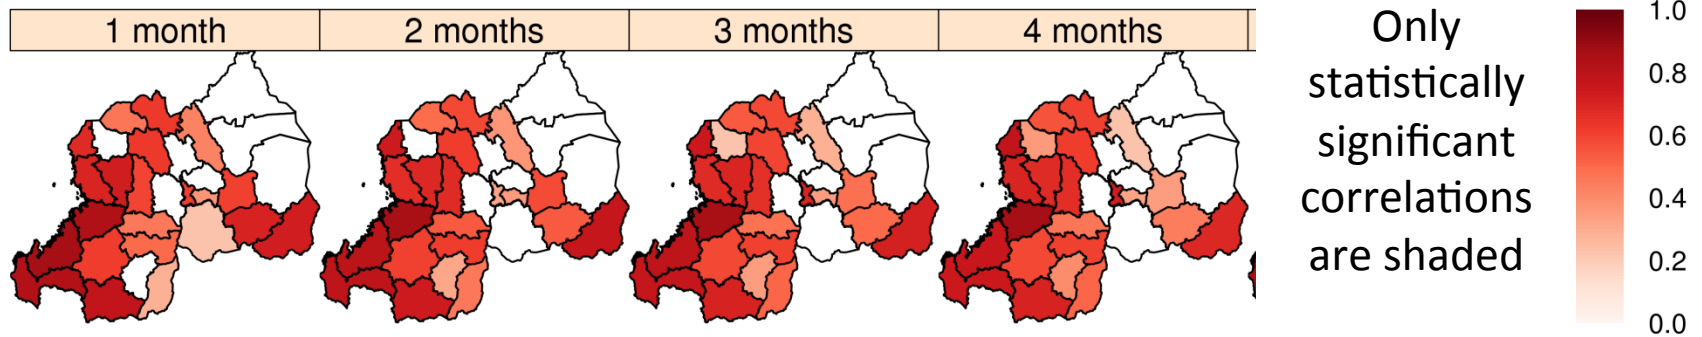 1 month
2 months
3 months
4 months
Only
statistically
significant
correlations
are shaded
1.0
0.8
0.6
0.4
0.2
0.0